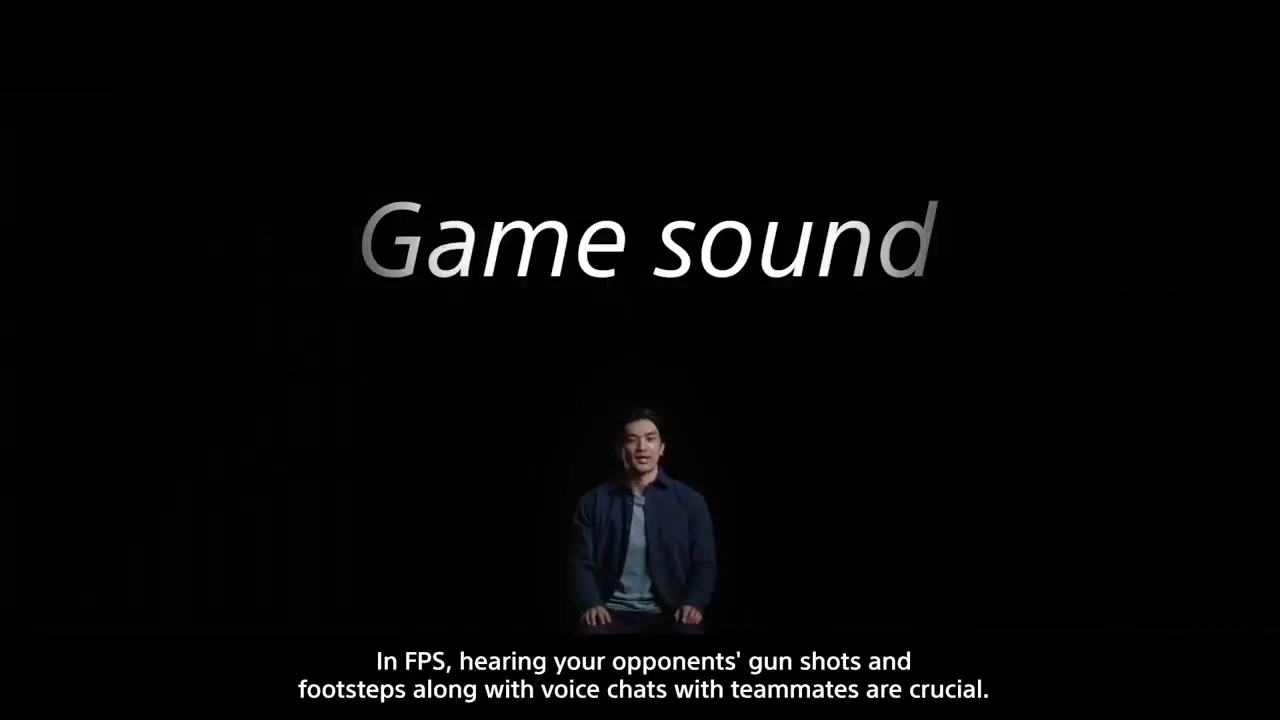 Game sound
In FPS, hearing your opponents' gun shots and
footsteps along with voice chats with teammates are crucial.